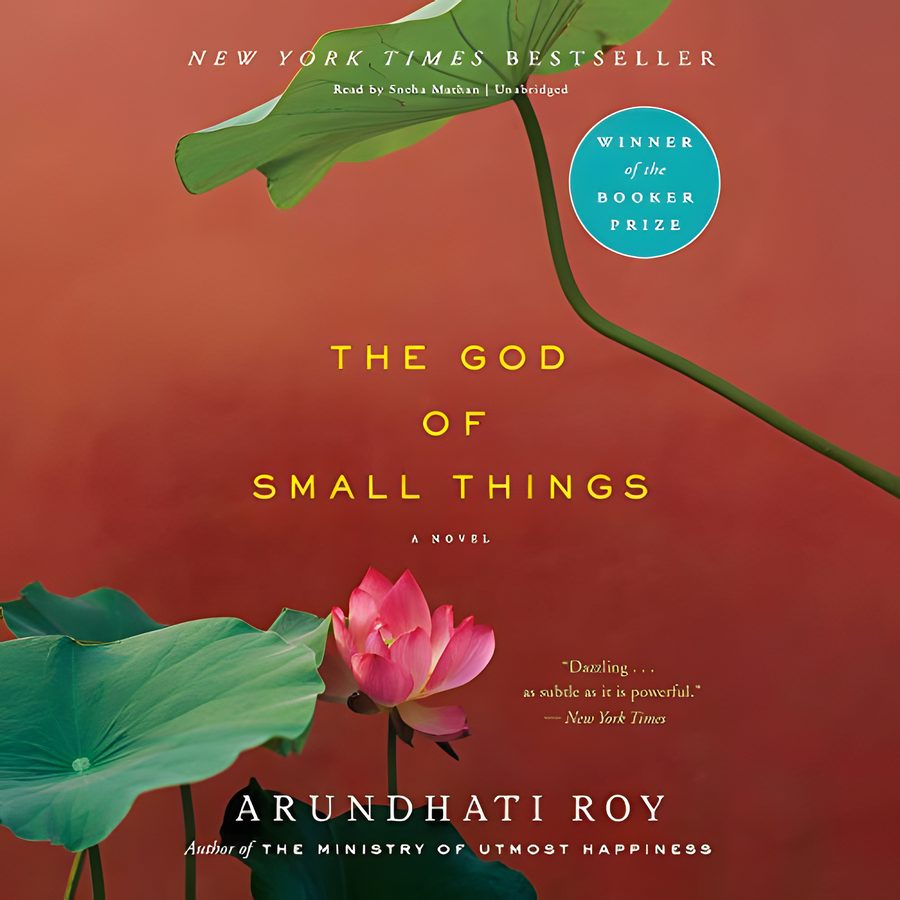 NEW YORK TIMES BESTSELLER
Read by Sneha Mathan | Unabridged
WINNER
of the
BOOKER
PRIZE
THE GOD
OF
SMALL THINGS
A NOVEL
"Dazzling . . .
as subtle as it is powerful."
— New York Times
ARUNDHATI ROY
Author of THE MINISTRY OF UTMOST HAPPINESS